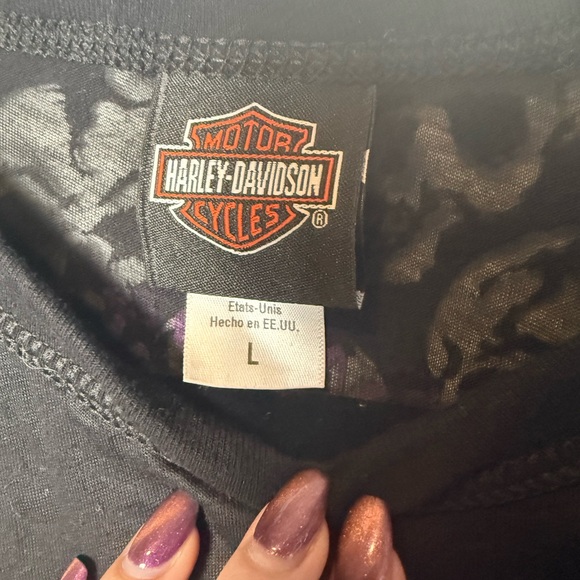 MOTOR
HARLEY-DAVIDSON
CYCLES
®
Etats-Unis
Hecho en EE.UU.
L